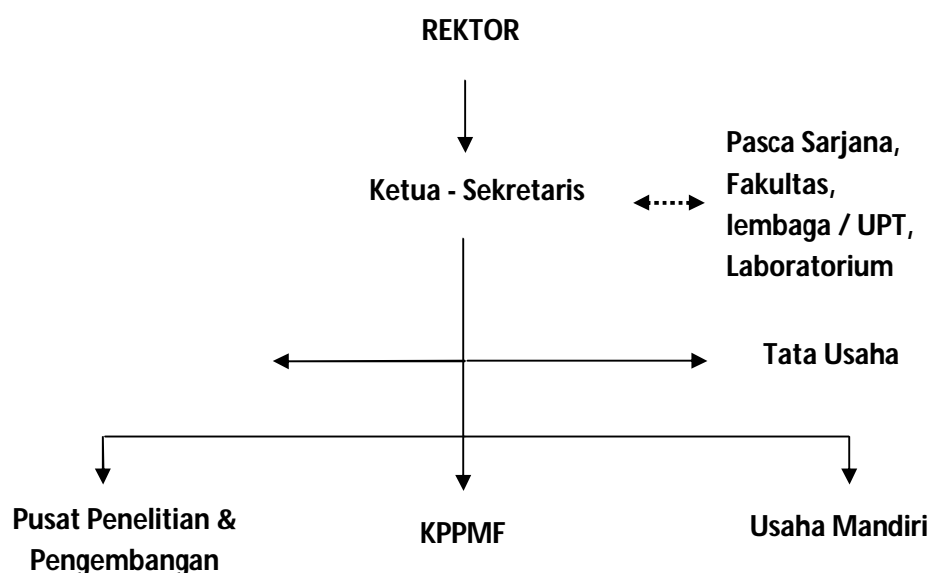 REKTOR
Pasca Sarjana,
Fakultas,
lembaga / UPT,
Laboratorium
Ketua - Sekretaris
Tata Usaha
Pusat Penelitian &
Pengembangan
KPPMF
Usaha Mandiri